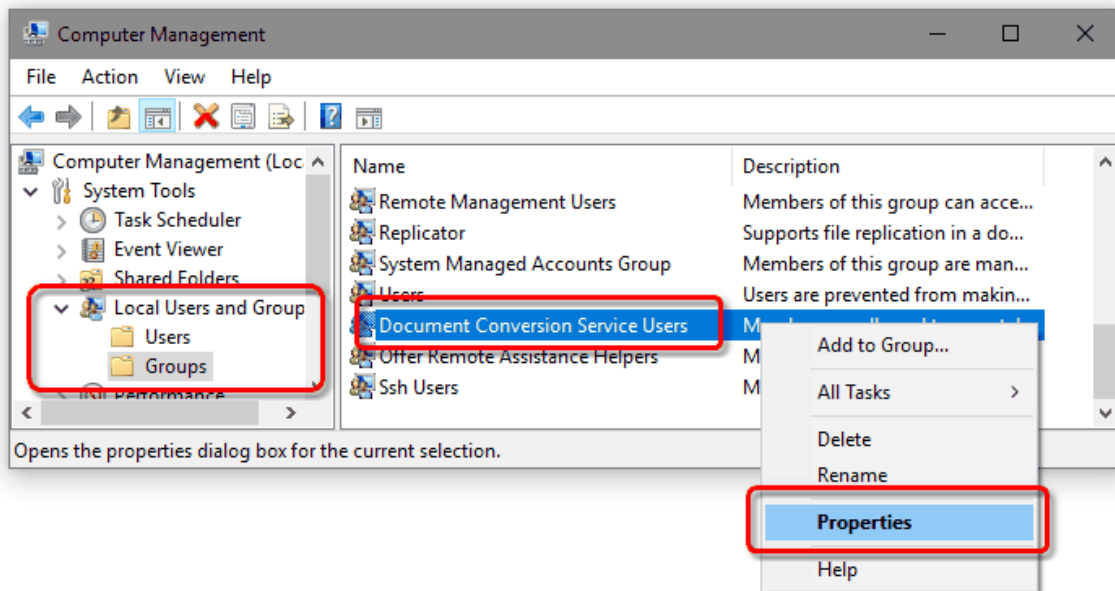 Computer Management
File Action View Help
Computer Management (Loc
System Tools
Task Scheduler
Event Viewer
Shared Folders
Local Users and Group
Users
Groups
Performance
Name Description
Remote Management Users Members of this group can acce...
Replicator Supports file replication in a do...
System Managed Accounts Group Members of this group are man...
Users Users are prevented from makin...
Document Conversion Service Users
Offer Remote Assistance Helpers M
Ssh Users M
Add to Group...
All Tasks
Delete
Rename
Properties
Help
Opens the properties dialog box for the current selection.